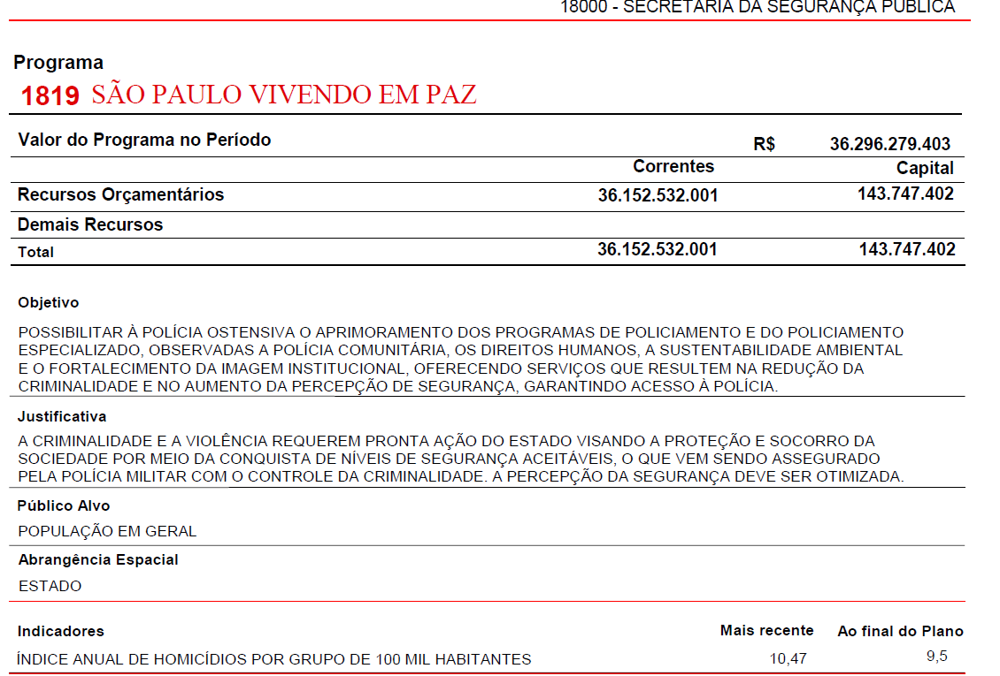 18000 - SECRETARIA DA SEGURANÇA PÚBLICA
Programa
1819 SÃO PAULO VIVENDO EM PAZ
Valor do Programa no Período R$ 36.296.279.403
Correntes Capital
Recursos Orçamentários 36.152.532.001 143.747.402
Demais Recursos
Total 36.152.532.001 143.747.402
Objetivo
POSSIBILITAR À POLÍCIA OSTENSIVA O APRIMORAMENTO DOS PROGRAMAS DE POLICIAMENTO E DO POLICIAMENTO
ESPECIALIZADO, OBSERVADAS A POLÍCIA COMUNITÁRIA, OS DIREITOS HUMANOS, A SUSTENTABILIDADE AMBIENTAL
E O FORTALECIMENTO DA IMAGEM INSTITUCIONAL, OFERECENDO SERVIÇOS QUE RESULTEM NA REDUÇÃO DA
CRIMINALIDADE E NO AUMENTO DA PERCEPÇÃO DE SEGURANÇA, GARANTINDO ACESSO À POLÍCIA.
Justificativa
A CRIMINALIDADE E A VIOLÊNCIA REQUEREM PRONTA AÇÃO DO ESTADO VISANDO A PROTEÇÃO E SOCORRO DA
SOCIEDADE POR MEIO DA CONQUISTA DE NÍVEIS DE SEGURANÇA ACEITÁVEIS, O QUE VEM SENDO ASSEGURADO
PELA POLÍCIA MILITAR COM O CONTROLE DA CRIMINALIDADE. A PERCEPÇÃO DA SEGURANÇA DEVE SER OTIMIZADA.
Público Alvo
POPULAÇÃO EM GERAL
Abrangência Espacial
ESTADO
Indicadores Mais recente Ao final do Plano
ÍNDICE ANUAL DE HOMICÍDIOS POR GRUPO DE 100 MIL HABITANTES 10,47 9,5